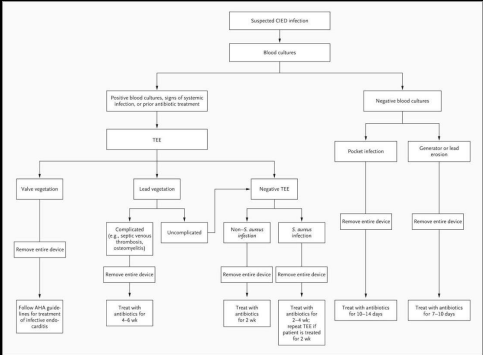 Suspected CIED infection
Blood cultures
Positive blood cultures, signs of systemic
infection, or prior antibiotic treatment
Negative blood cultures
TEE
Pocket infection
Generator or lead
erosion
Valve vegetation
Lead vegetation
Negative TEE
Complicated
(e.g., septic venous
thrombosis,
osteomyelitis)
Uncomplicated
Non–S. aureus
infection
S. aureus
infection
Remove entire device
Remove entire device
Remove entire device
Remove entire device
Remove entire device
Remove entire device
Follow AHA guide-
lines for treatment
of infective endo-
carditis
Treat with
antibiotics for
4–6 wk
Treat with
antibiotics
for 2 wk
Treat with
antibiotics for
2–4 wk;
repeat TEE if
patient is treated
for 2 wk
Treat with antibiotics
for 10–14 days
Treat with antibiotics
for 7–10 days